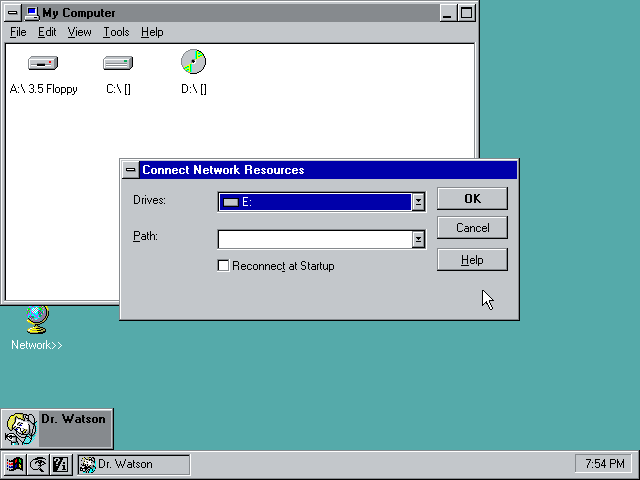 My Computer
File Edit View Tools Help
A:\ 3.5 Floppy C:\ [] D:\ []
Connect Network Resources
Drives: E: OK
Cancel
Path:
Help
Reconnect at Startup
Network>>
Dr. Watson
Dr. Watson 7:54 PM